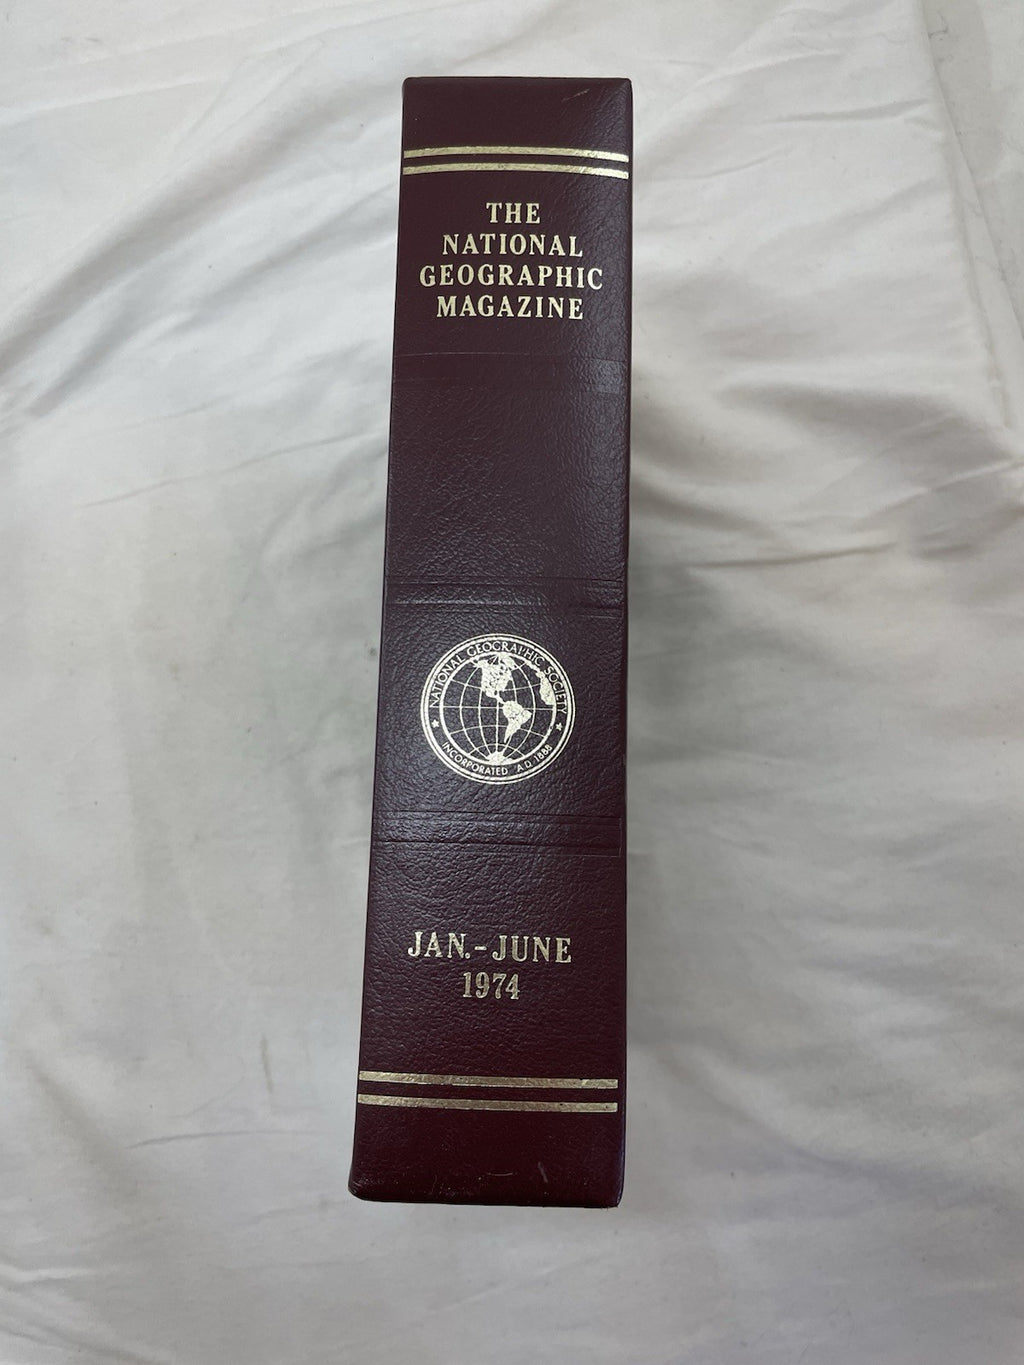 THE
NATIONAL
GEOGRAPHIC
MAGAZINE
NATIONAL GEOGRAPHIC SOCIETY
INCORPORATED A.D. 1888
JAN.-JUNE
1974